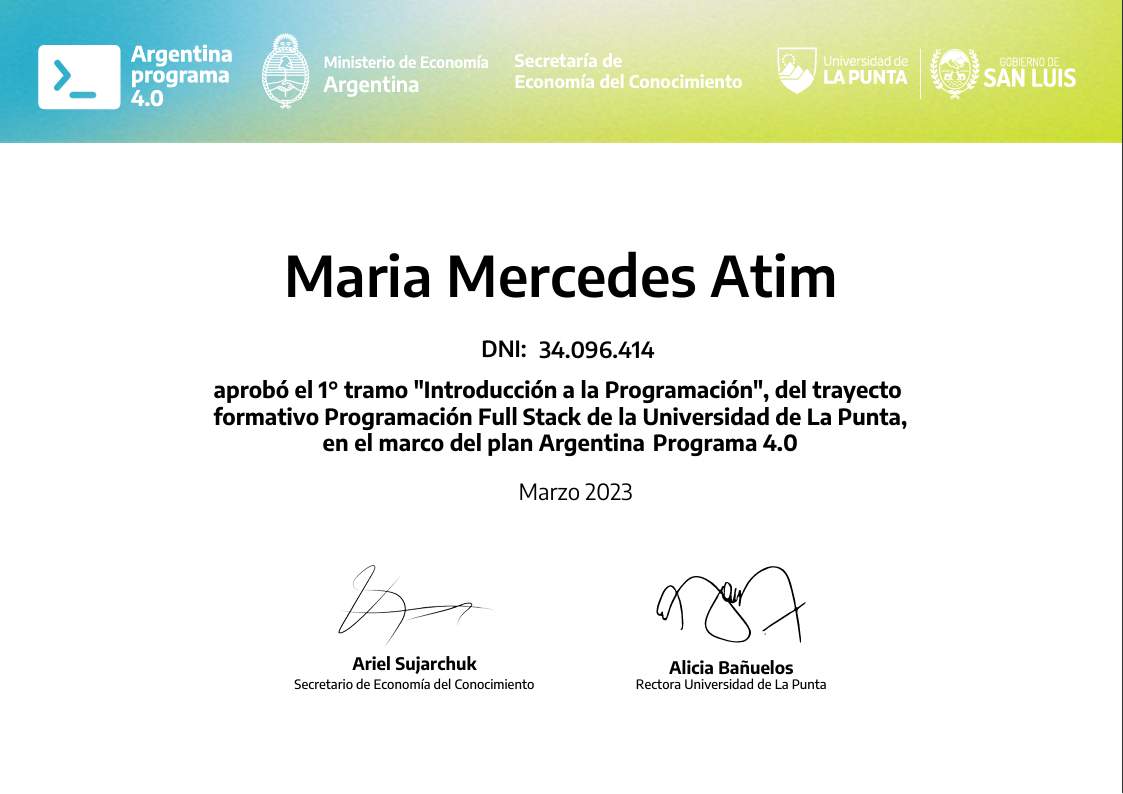 Argentina
programa
4.0
Ministerio de Economía
Argentina
Secretaría de
Economía del Conocimiento
Universidad de
LA PUNTA
GOBIERNO DE
SAN LUIS
Maria Mercedes Atim
DNI: 34.096.414
aprobó el 1° tramo "Introducción a la Programación", del trayecto
formativo Programación Full Stack de la Universidad de La Punta,
en el marco del plan Argentina Programa 4.0
Marzo 2023
Ariel Sujarchuk
Secretario de Economía del Conocimiento
Alicia Bañuelos
Rectora Universidad de La Punta